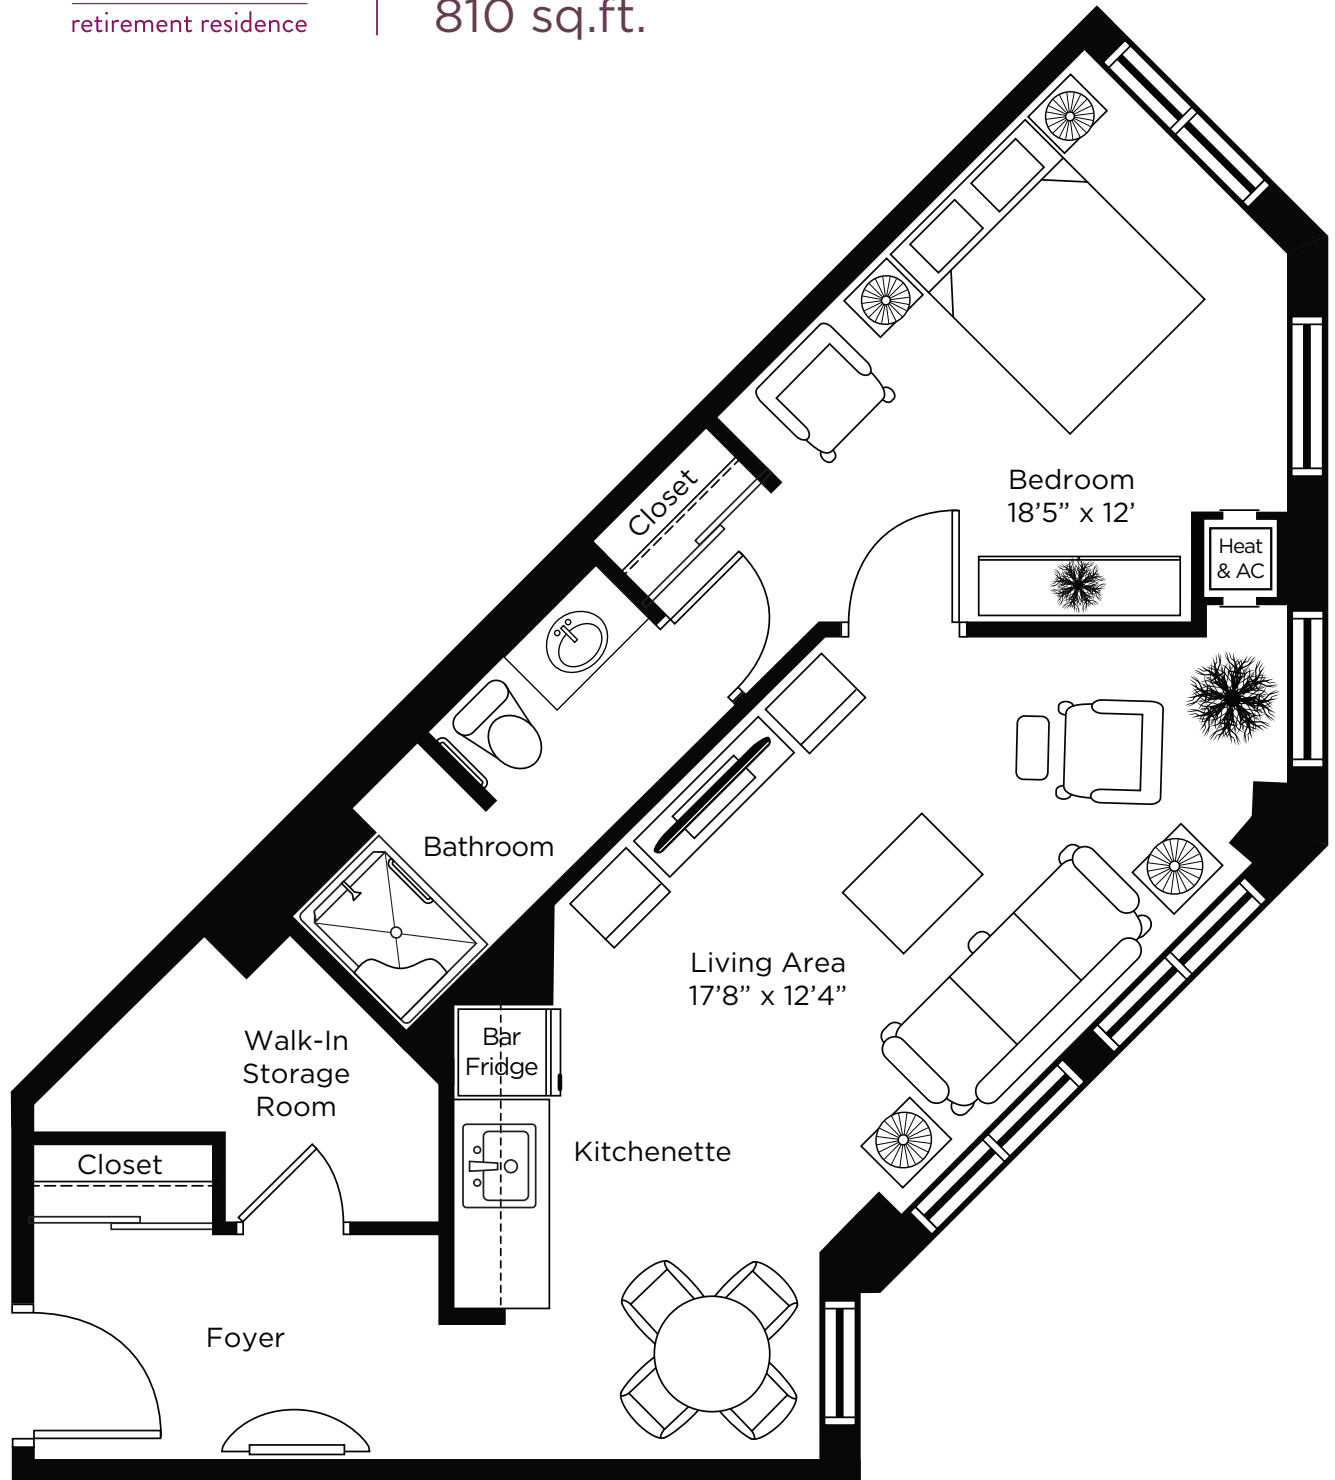 retirement residence
810 sq.ft.
Bedroom
18’5” x 12’
Heat
& AC
Closet
Bathroom
Living Area
17’8” x 12’4”
Bar
Fridge
Walk-In
Storage
Room
Kitchenette
Closet
Foyer